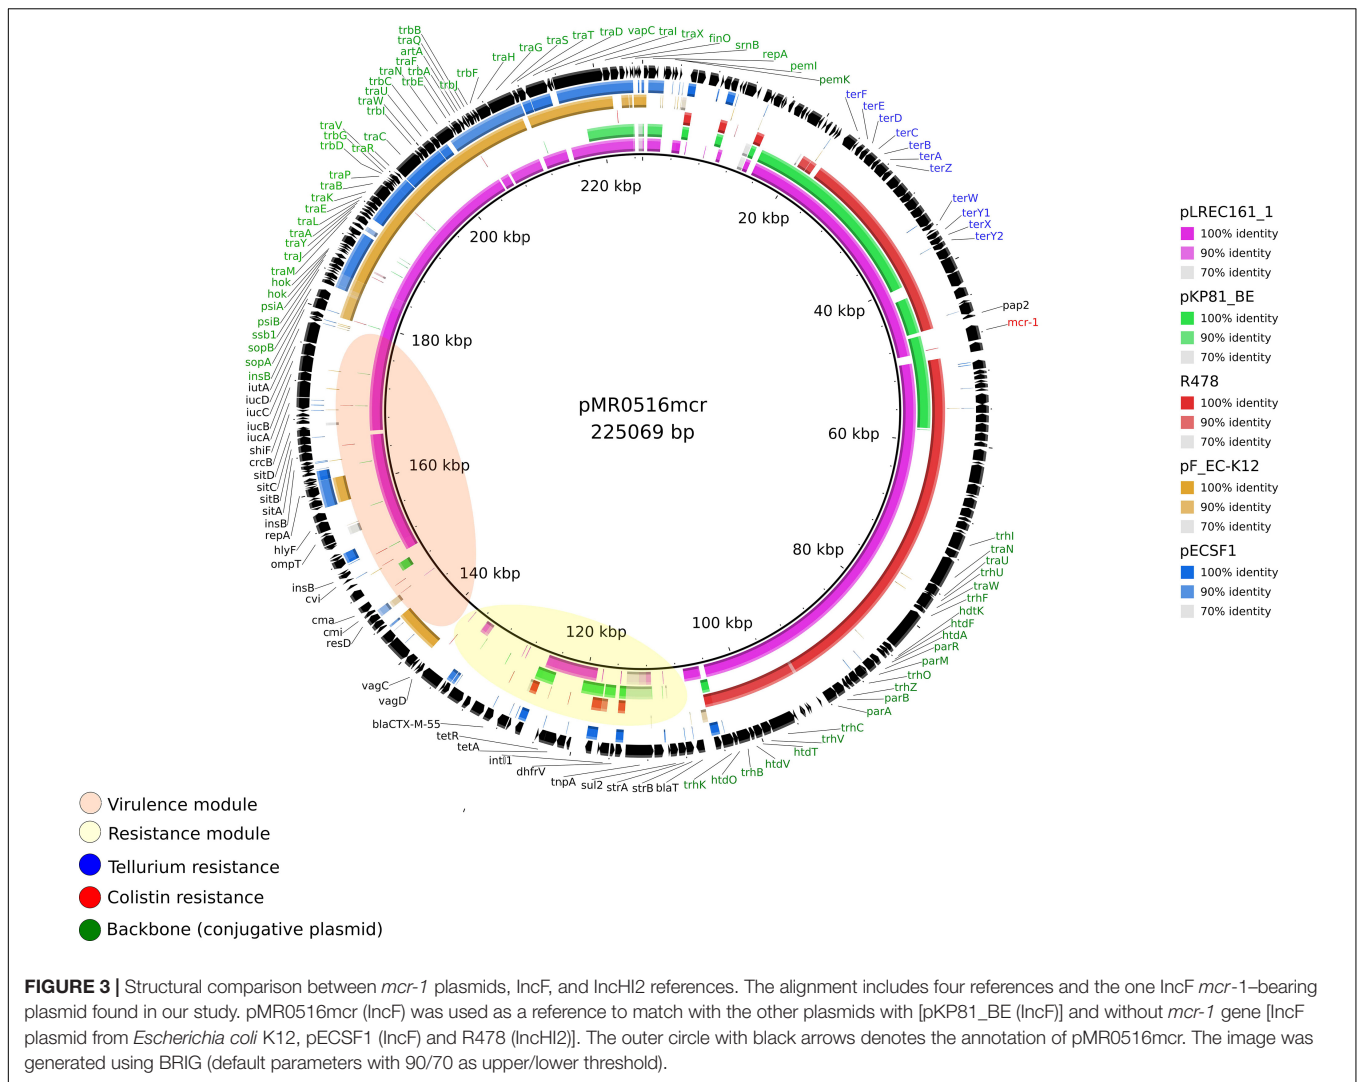 trbB
traQ
artA
traF
traN trbA
trbC trbE
traU
traW
trbI
trbJ
trbF
traH
traG
traS
traT
traD
vapC
traI
traX
finO
srnB
repA
pemI
pemK
terF
terE
terD
terC
terB
terA
terZ
terW
terY1
terX
terY2
pap2
mcr-1
trhI
traN
traU
trhU
traW
trhF
hdtK
htdF
htdA
parR
parM
trhO
trhZ
parB
parA
trhC
trhV
htdT
htdV
trhB
htdO
trhK
blaT
strB
strA
sul2
tnpA
dhfrV
tetA
tetR
blaCTX-M-55
vagD
vagC
resD
cmi
cma
cvi
insB
ompT
hlyF
repA
insB
sitA
sitB
sitC
sitD
crcB
shiF
iucA
iucB
iucC
iucD
iutA
insB
sopA
sopB
ssb1
psiB
psiA
hok
hok
traM
traJ
traY
traA
traL
traE
traK
traB
traP
trbD traR
trbG traC
traV
220 kbp
20 kbp
40 kbp
60 kbp
80 kbp
100 kbp
120 kbp
140 kbp
160 kbp
180 kbp
200 kbp
pMR0516mcr
225069 bp
pLREC161_1
100% identity
90% identity
70% identity
pKP81_BE
100% identity
90% identity
70% identity
R478
100% identity
90% identity
70% identity
pF_EC-K12
100% identity
90% identity
70% identity
pECSF1
100% identity
90% identity
70% identity
Virulence module
Resistance module
Tellurium resistance
Colistin resistance
Backbone (conjugative plasmid)
FIGURE 3 | Structural comparison between mcr-1 plasmids, IncF, and IncHI2 references. The alignment includes four references and the one IncF mcr-1–bearing
plasmid found in our study. pMR0516mcr (IncF) was used as a reference to match with the other plasmids with [pKP81_BE (IncF)] and without mcr-1 gene [IncF
plasmid from Escherichia coli K12, pECSF1 (IncF) and R478 (IncHI2)]. The outer circle with black arrows denotes the annotation of pMR0516mcr. The image was
generated using BRIG (default parameters with 90/70 as upper/lower threshold).